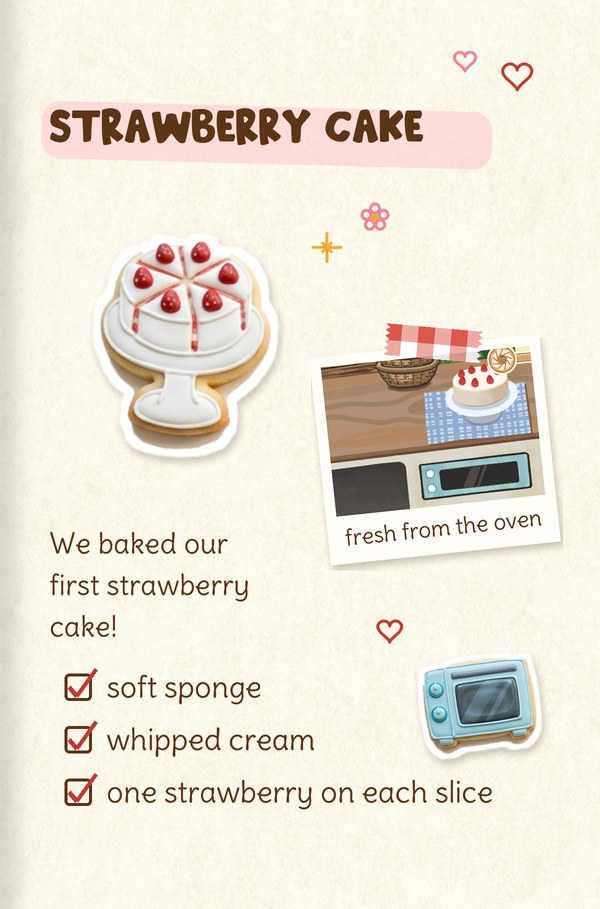 STRAWBERRY CAKE
fresh from the oven
We baked our
first strawberry
cake!
soft sponge
whipped cream
one strawberry on each slice